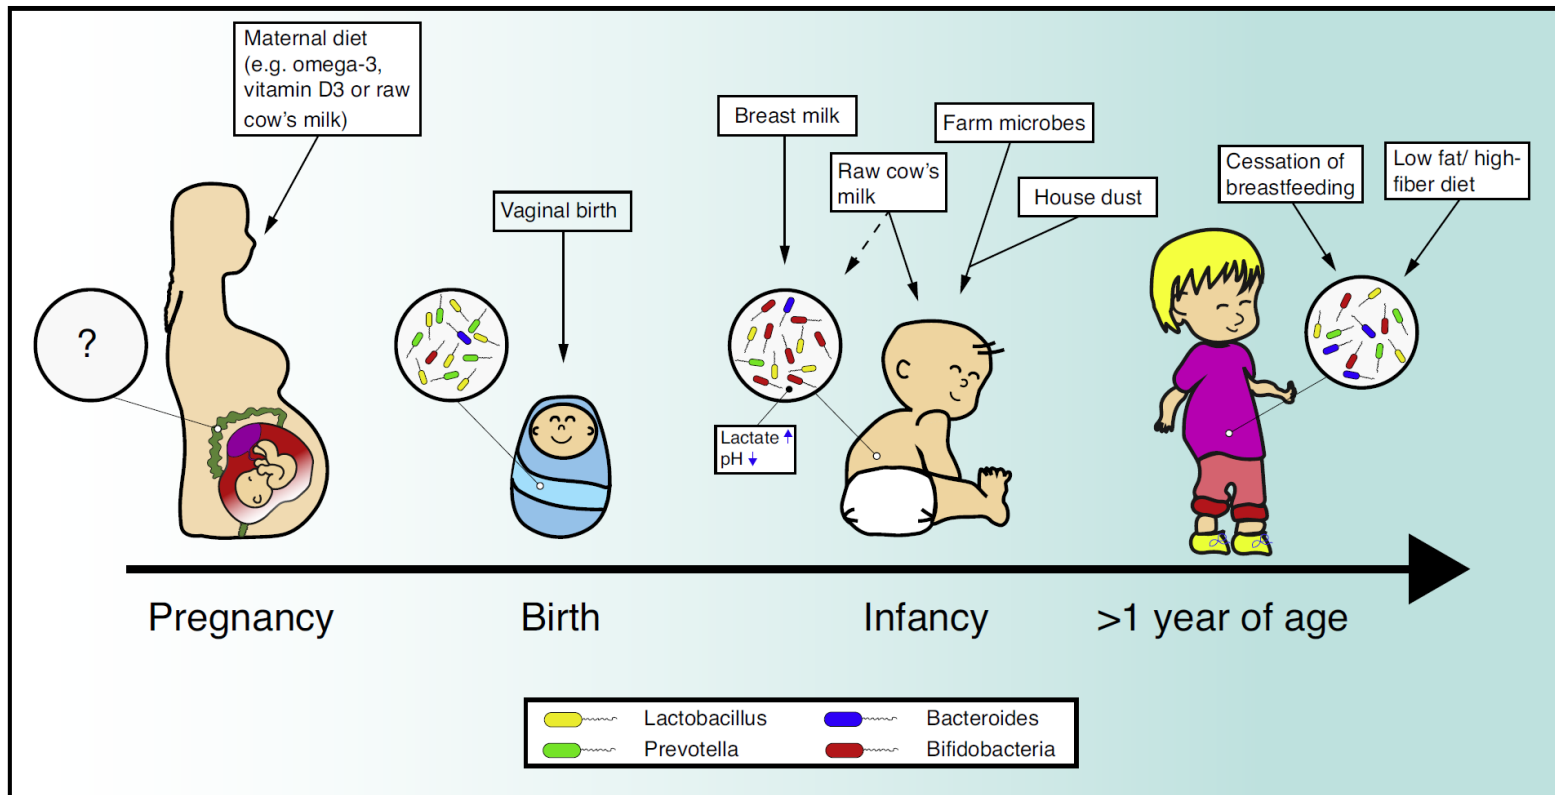 Maternal diet
(e.g. omega-3,
vitamin D3 or raw
cow's milk)
Breast milk
Farm microbes
Raw cow's
milk
House dust
Cessation of
breastfeeding
Low fat/ high-
fiber diet
Vaginal birth
?
Lactate
pH
Pregnancy
Birth
Infancy
>1 year of age
Lactobacillus
Bacteroides
Prevotella
Bifidobacteria